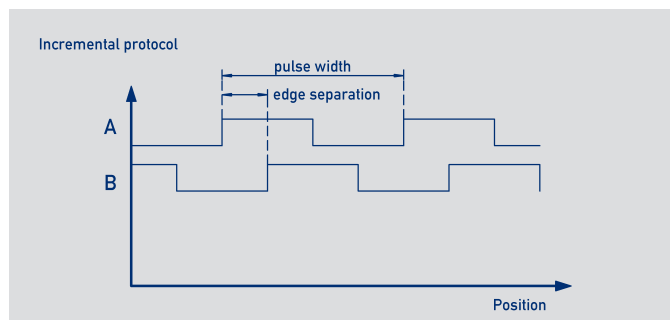 Incremental protocol
pulse width
edge separation
A
B
Position